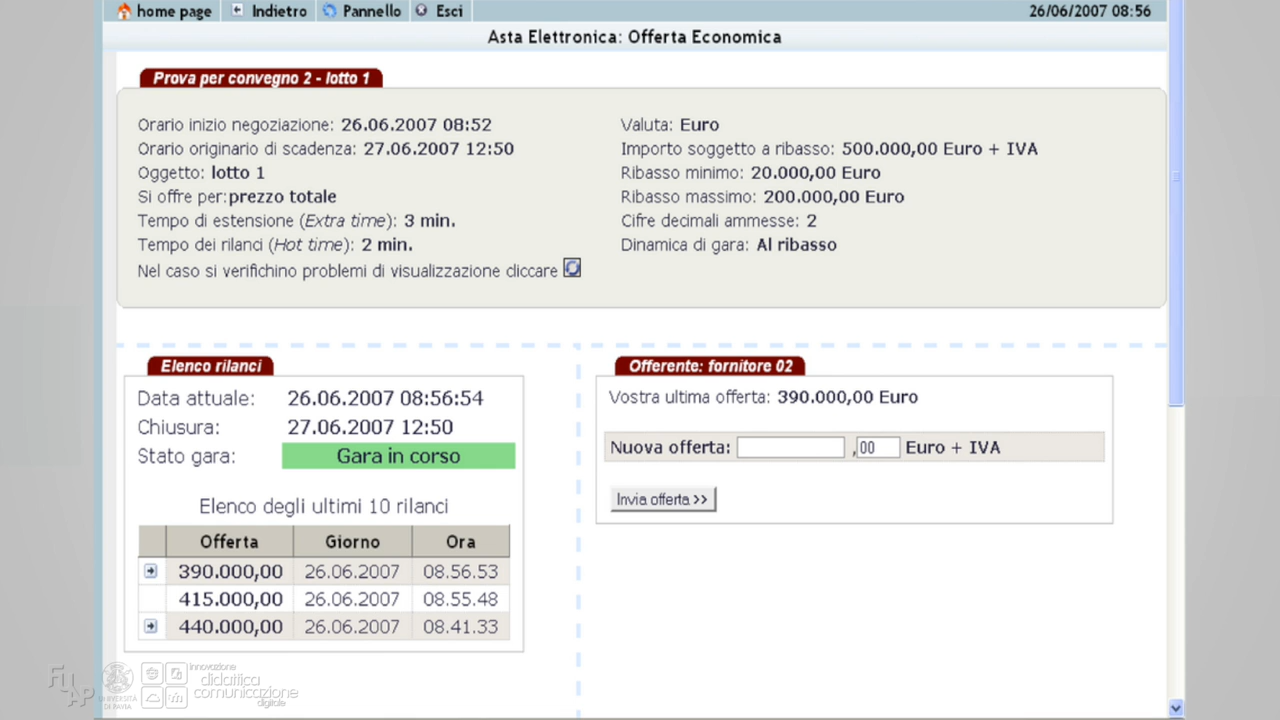 home page Indietro Pannello Esci 26/06/2007 08:56
Asta Elettronica: Offerta Economica
Prova per convegno 2 - lotto 1
Orario inizio negoziazione: 26.06.2007 08:52
Orario originario di scadenza: 27.06.2007 12:50
Oggetto: lotto 1
Si offre per:prezzo totale
Tempo di estensione (Extra time): 3 min.
Tempo dei rilanci (Hot time): 2 min.
Nel caso si verifichino problemi di visualizzazione cliccare
Valuta: Euro
Importo soggetto a ribasso: 500.000,00 Euro + IVA
Ribasso minimo: 20.000,00 Euro
Ribasso massimo: 200.000,00 Euro
Cifre decimali ammesse: 2
Dinamica di gara: Al ribasso
Elenco rilanci
Data attuale: 26.06.2007 08:56:54
Chiusura: 27.06.2007 12:50
Stato gara: Gara in corso
Elenco degli ultimi 10 rilanci
Offerta Giorno Ora
390.000,00 26.06.2007 08.56.53
415.000,00 26.06.2007 08.55.48
440.000,00 26.06.2007 08.41.33
Offerente: fornitore 02
Vostra ultima offerta: 390.000,00 Euro
Nuova offerta: ,00 Euro + IVA
Invia offerta >>
UNIVERSITÀ
DI PAVIA
innovazione
didattica
comunicazione
digitale